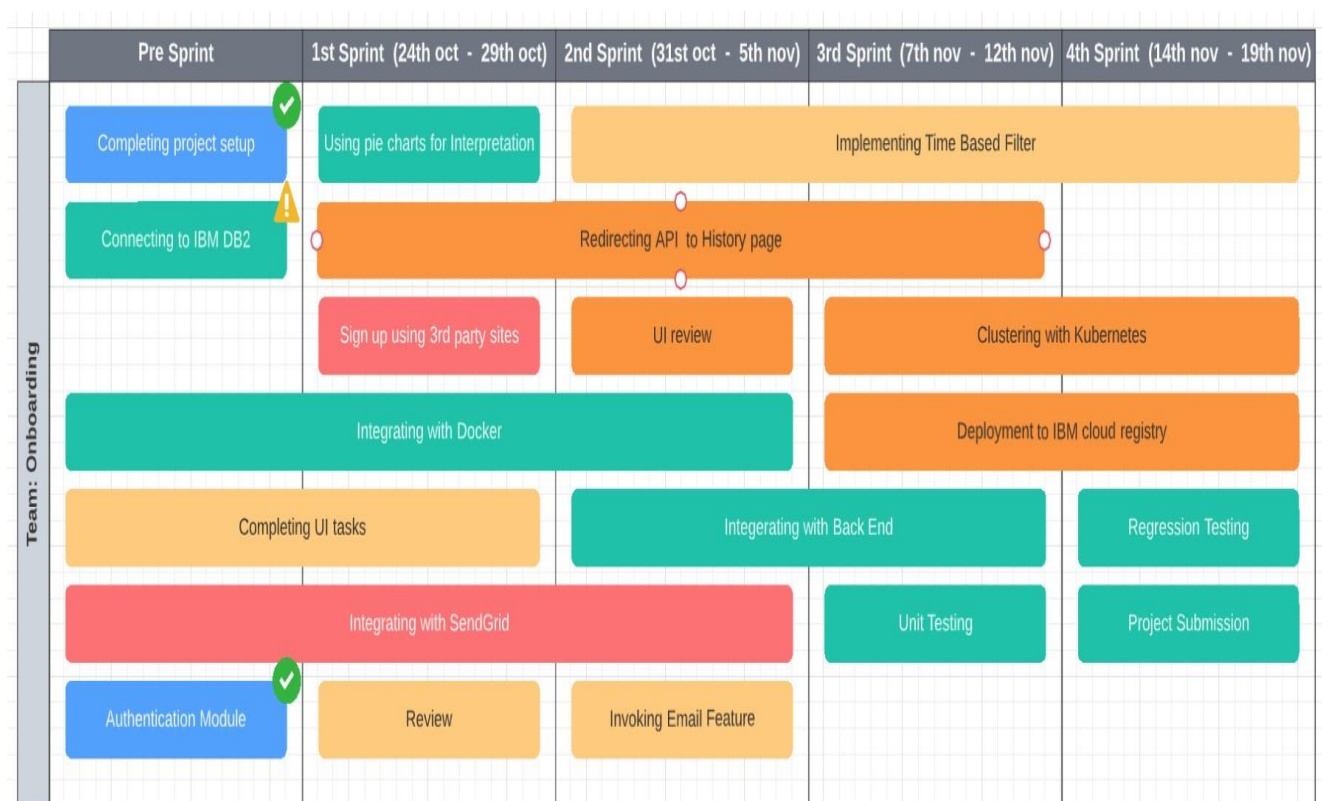 Pre Sprint
1st Sprint (24th oct - 29th oct)
2nd Sprint (31st oct - 5th nov)
3rd Sprint (7th nov - 12th nov)
4th Sprint (14th nov - 19th nov)
Team: Onboarding
Completing project setup
Using pie charts for Interpretation
Implementing Time Based Filter
Connecting to IBM DB2
Redirecting API to History page
Sign up using 3rd party sites
UI review
Clustering with Kubernetes
Integrating with Docker
Deployment to IBM cloud registry
Completing UI tasks
Integerating with Back End
Regression Testing
Integrating with SendGrid
Unit Testing
Project Submission
Authentication Module
Review
Invoking Email Feature